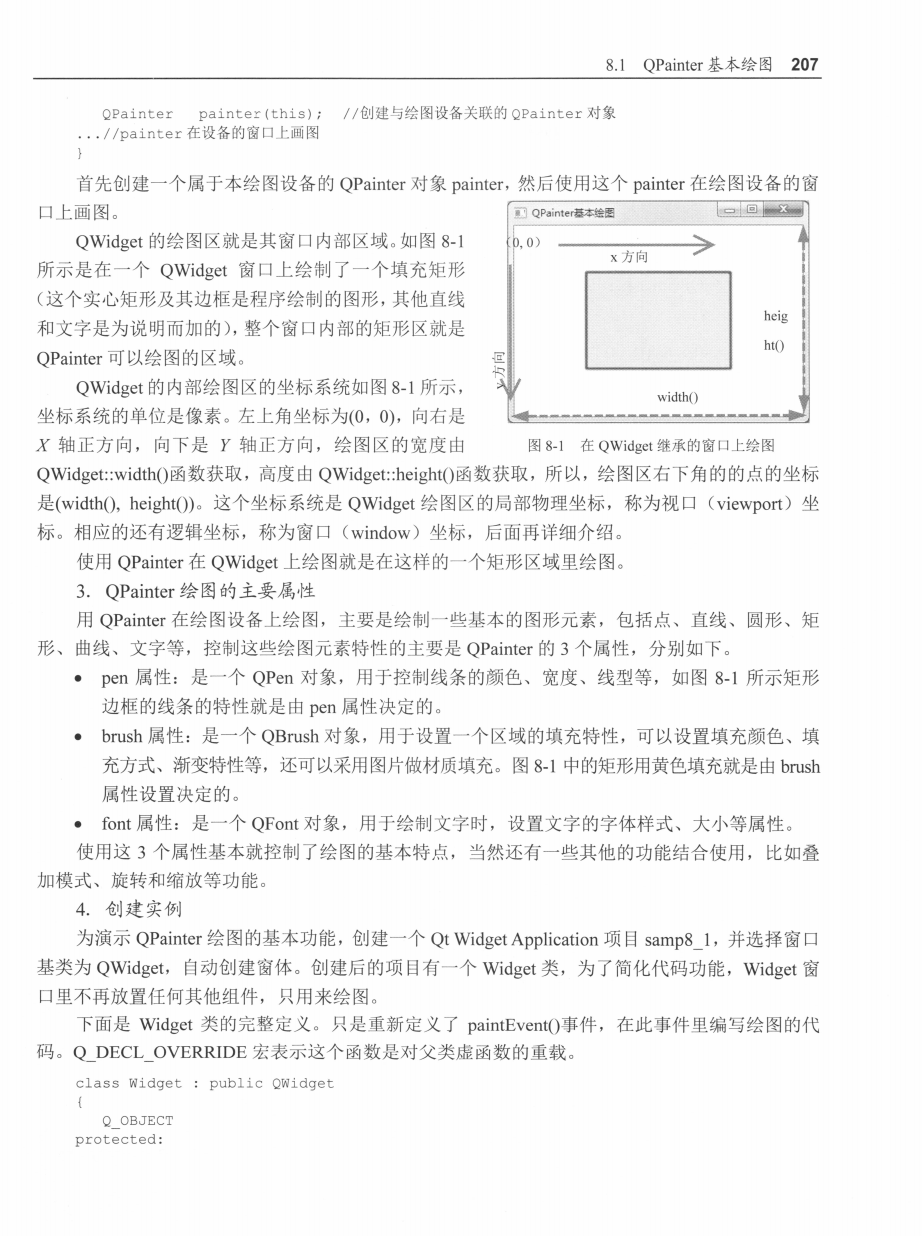 8.1 QPainter 基本绘图 207
QPainter painter(this); //创建与绘图设备关联的 QPainter 对象
...//painter 在设备的窗口上画图
}
首先创建一个属于本绘图设备的 QPainter 对象 painter，然后使用这个 painter 在绘图设备的窗
口上画图。
QWidget 的绘图区就是其窗口内部区域。如图 8-1
所示是在一个 QWidget 窗口上绘制了一个填充矩形
（这个实心矩形及其边框是程序绘制的图形，其他直线
和文字是为说明而加的），整个窗口内部的矩形区就是
QPainter 可以绘图的区域。
QWidget 的内部绘图区的坐标系统如图 8-1 所示，
坐标系统的单位是像素。左上角坐标为(0，0)，向右是
X 轴正方向，向下是 Y 轴正方向，绘图区的宽度由
QPainter基本绘图
(0, 0)
x 方向
y 方向
heig
ht()
width()
图 8-1 在 QWidget 继承的窗口上绘图
QWidget::width()函数获取，高度由 QWidget::height()函数获取，所以，绘图区右下角的的点的坐标
是(width(), height())。这个坐标系统是 QWidget 绘图区的局部物理坐标，称为视口（viewport）坐
标。相应的还有逻辑坐标，称为窗口（window）坐标，后面再详细介绍。
使用 QPainter 在 QWidget 上绘图就是在这样的一个矩形区域里绘图。
3. QPainter 绘图的主要属性
用 QPainter 在绘图设备上绘图，主要是绘制一些基本的图形元素，包括点、直线、圆形、矩
形、曲线、文字等，控制这些绘图元素特性的主要是 QPainter 的 3 个属性，分别如下。
• pen 属性：是一个 QPen 对象，用于控制线条的颜色、宽度、线型等，如图 8-1 所示矩形
边框的线条的特性就是由 pen 属性决定的。
• brush 属性：是一个 QBrush 对象，用于设置一个区域的填充特性，可以设置填充颜色、填
充方式、渐变特性等，还可以采用图片做材质填充。图 8-1 中的矩形用黄色填充就是由 brush
属性设置决定的。
• font 属性：是一个 QFont 对象，用于绘制文字时，设置文字的字体样式、大小等属性。
使用这 3 个属性基本就控制了绘图的基本特点，当然还有一些其他的功能结合使用，比如叠
加模式、旋转和缩放等功能。
4. 创建实例
为演示 QPainter 绘图的基本功能，创建一个 Qt Widget Application 项目 samp8_1，并选择窗口
基类为 QWidget，自动创建窗体。创建后的项目有一个 Widget 类，为了简化代码功能，Widget 窗
口里不再放置任何其他组件，只用来绘图。
下面是 Widget 类的完整定义。只是重新定义了 paintEvent()事件，在此事件里编写绘图的代
码。Q_DECL_OVERRIDE 宏表示这个函数是对父类虚函数的重载。
class Widget : public QWidget
{
Q_OBJECT
protected: